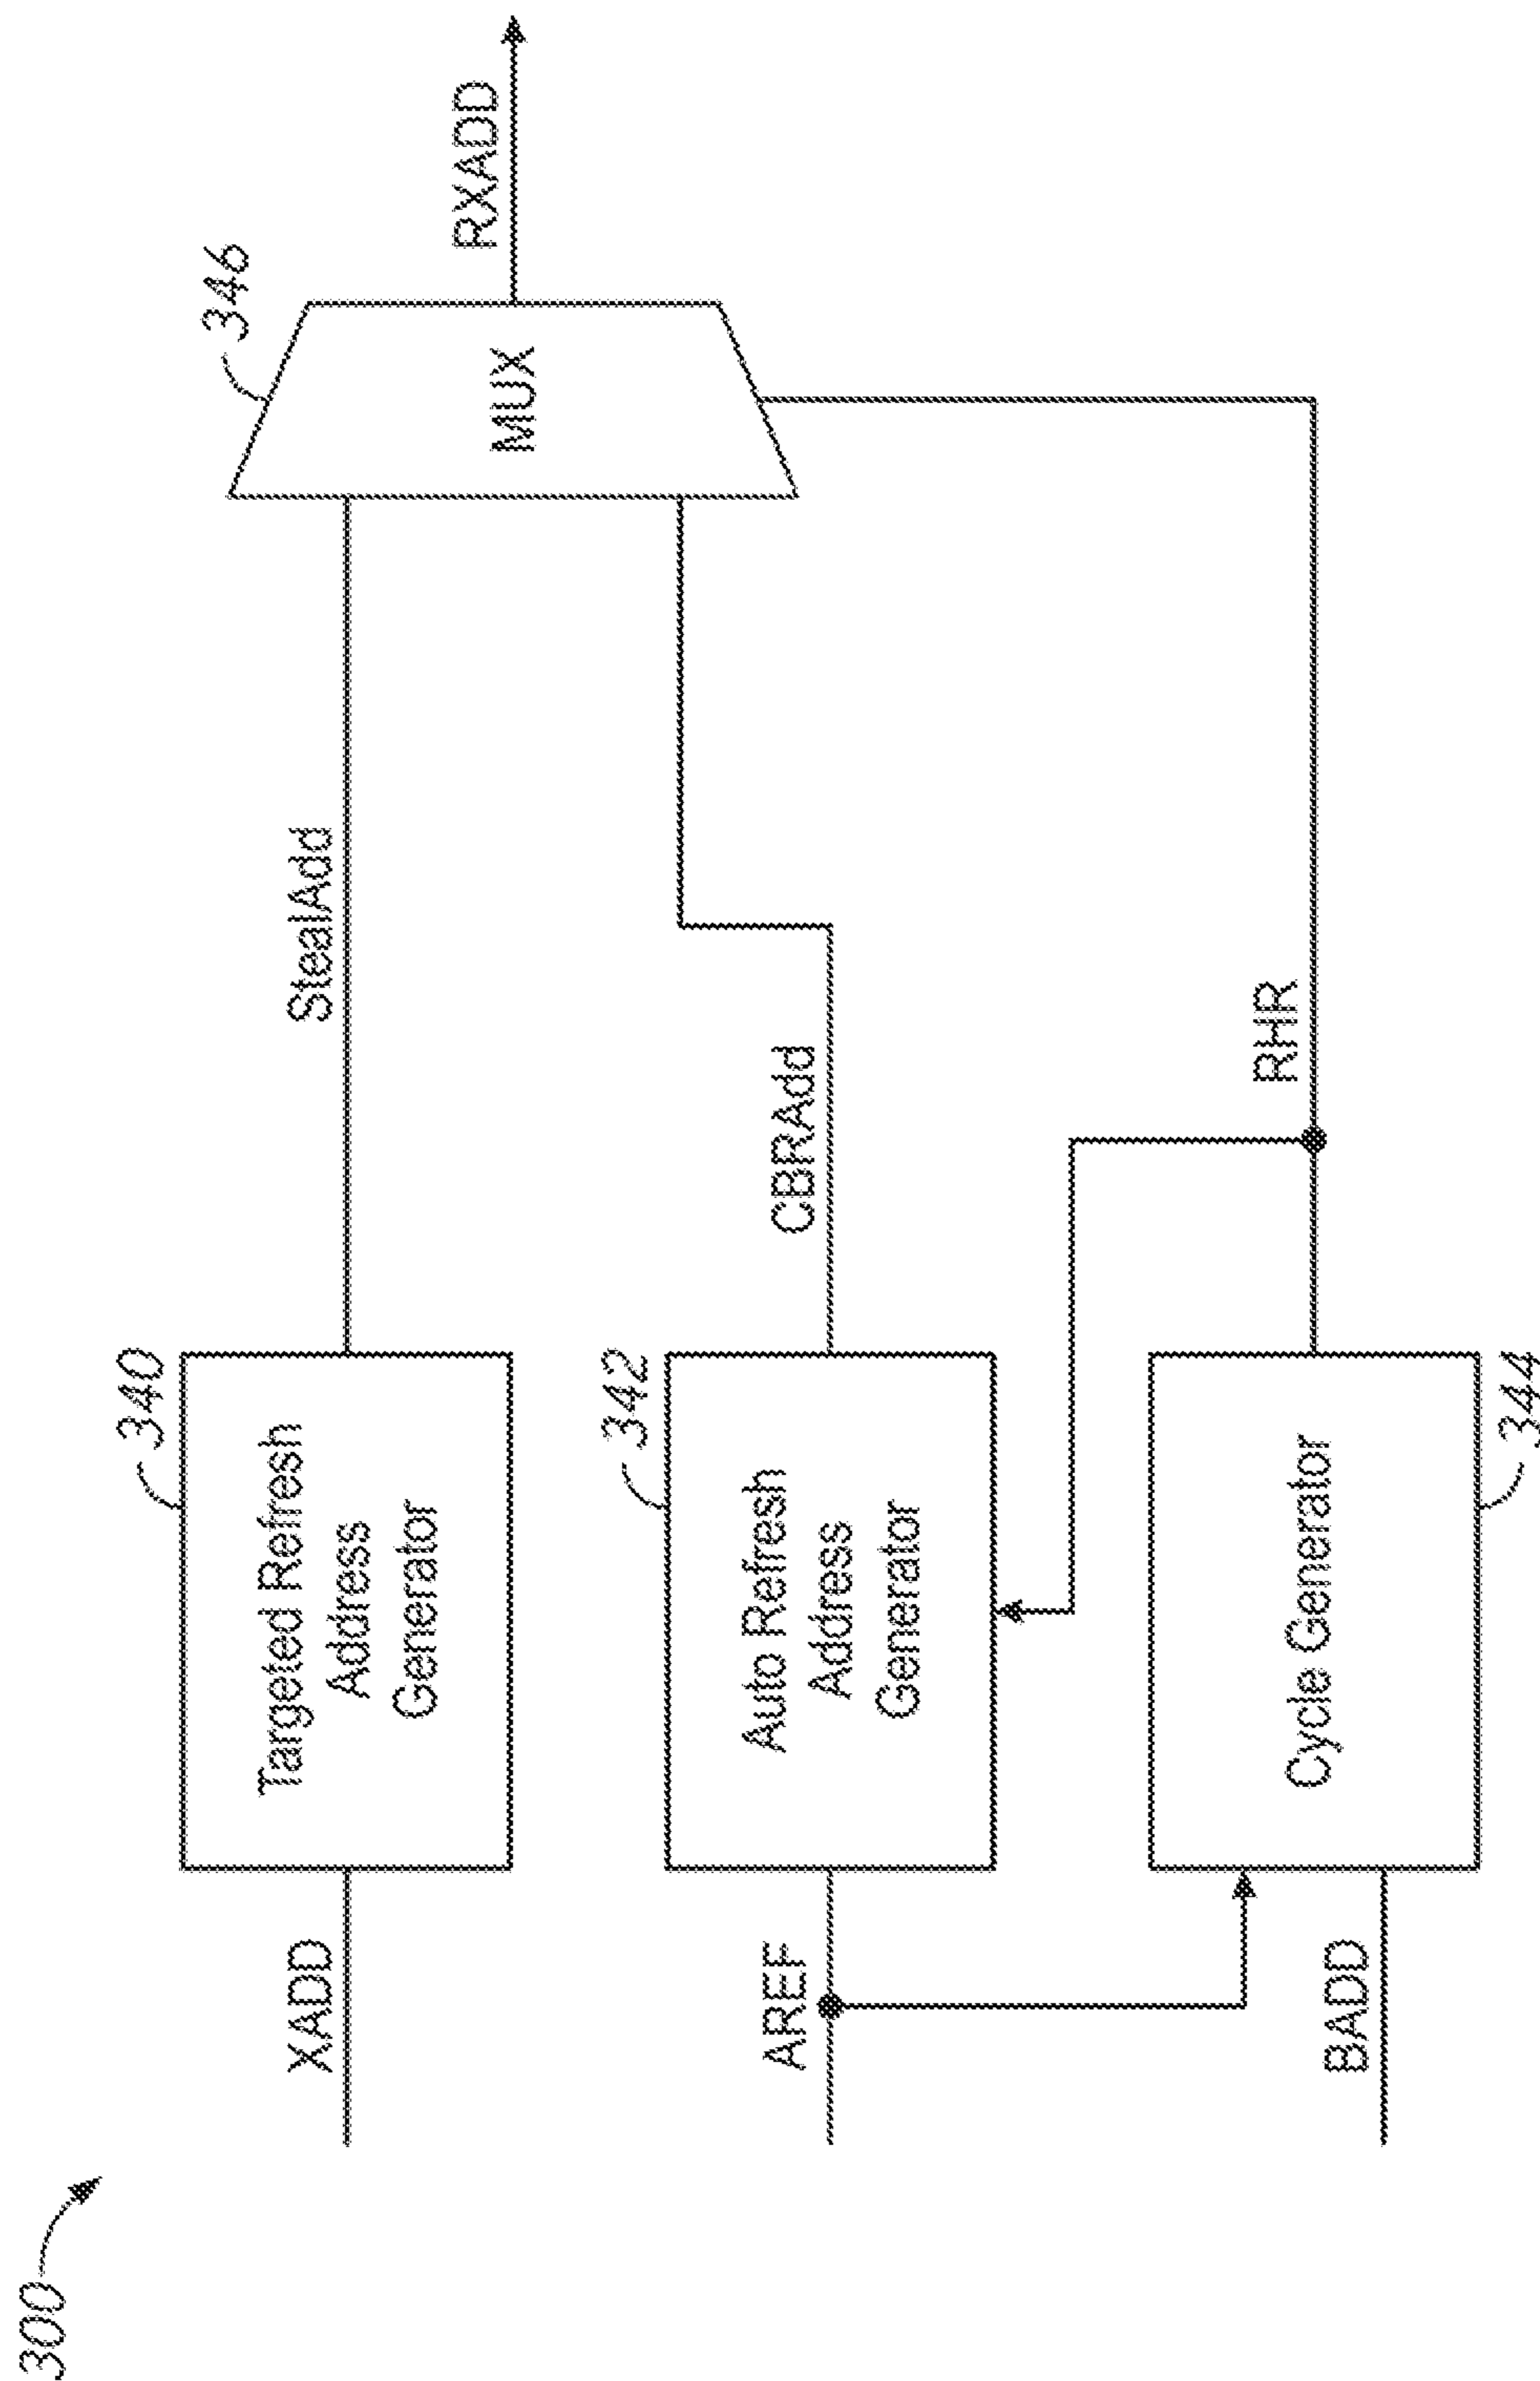 300
XADD
340
Targeted Refresh
Address
Generator
StealAdd
346
MUX
RXADD
AREF
342
Auto Refresh
Address
Generator
CBRAdd
BADD
Cycle Generator
344
RHR